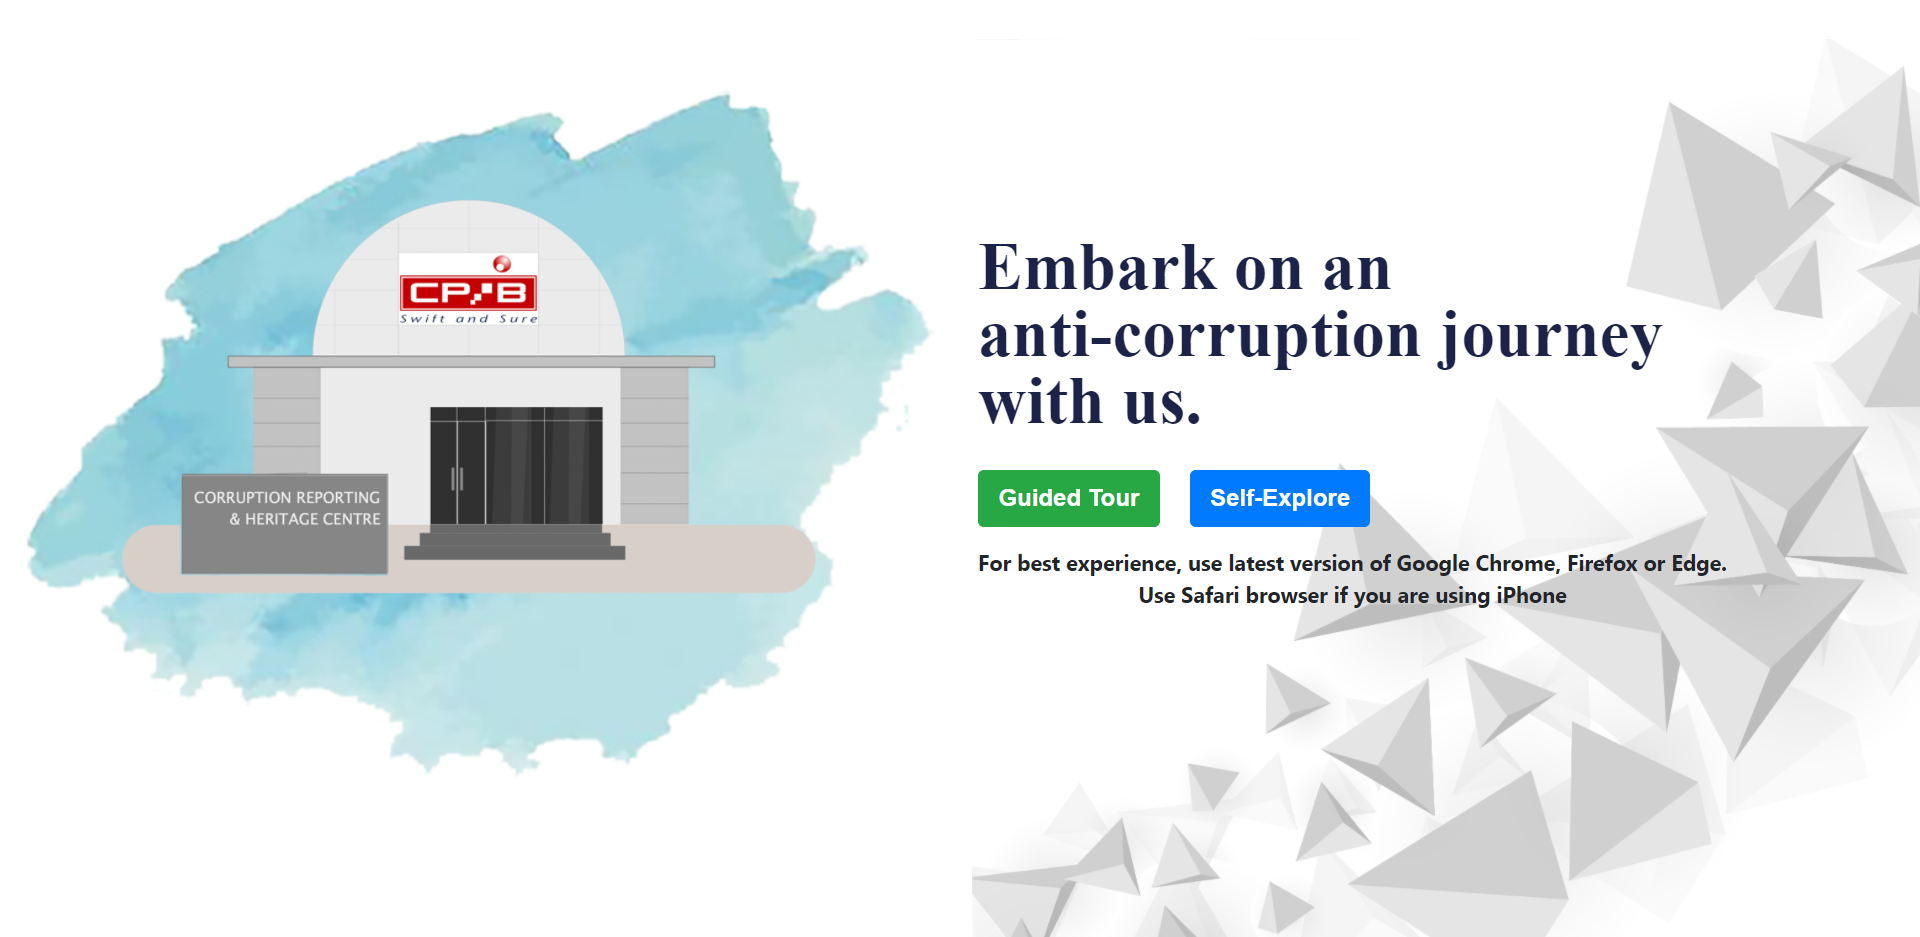 CPIB
Swift and Sure
CORRUPTION REPORTING
& HERITAGE CENTRE
Embark on an
anti-corruption journey
with us.
Guided Tour
Self-Explore
For best experience, use latest version of Google Chrome, Firefox or Edge.
Use Safari browser if you are using iPhone